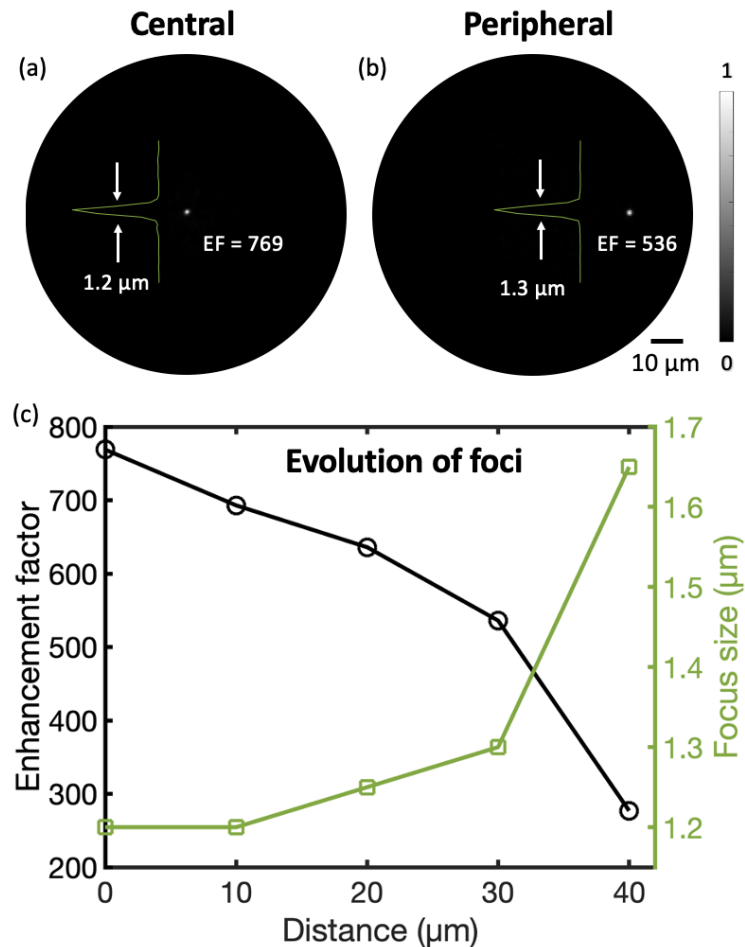 Central
Peripheral
(a)
(b)
1
EF = 769
EF = 536
1.2 µm
1.3 µm
10 µm
0
(c)
Evolution of foci
800
700
600
500
400
300
200
Enhancement factor
1.7
1.6
1.5
1.4
1.3
1.2
Focus size (µm)
0 10 20 30 40
Distance (µm)